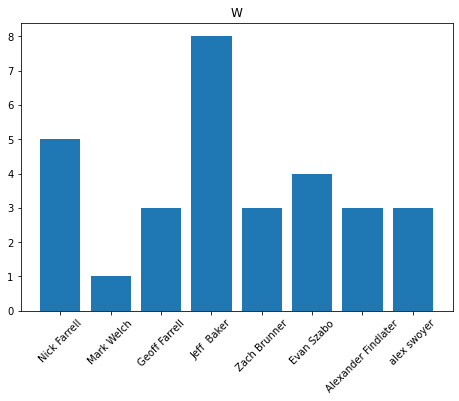 W
8
7
6
5
4
3
2
1
0
Nick Farrell
Mark Welch
Geoff Farrell
Jeff  Baker
Zach Brunner
Evan Szabo
Alexander Findlater
alex swoyer